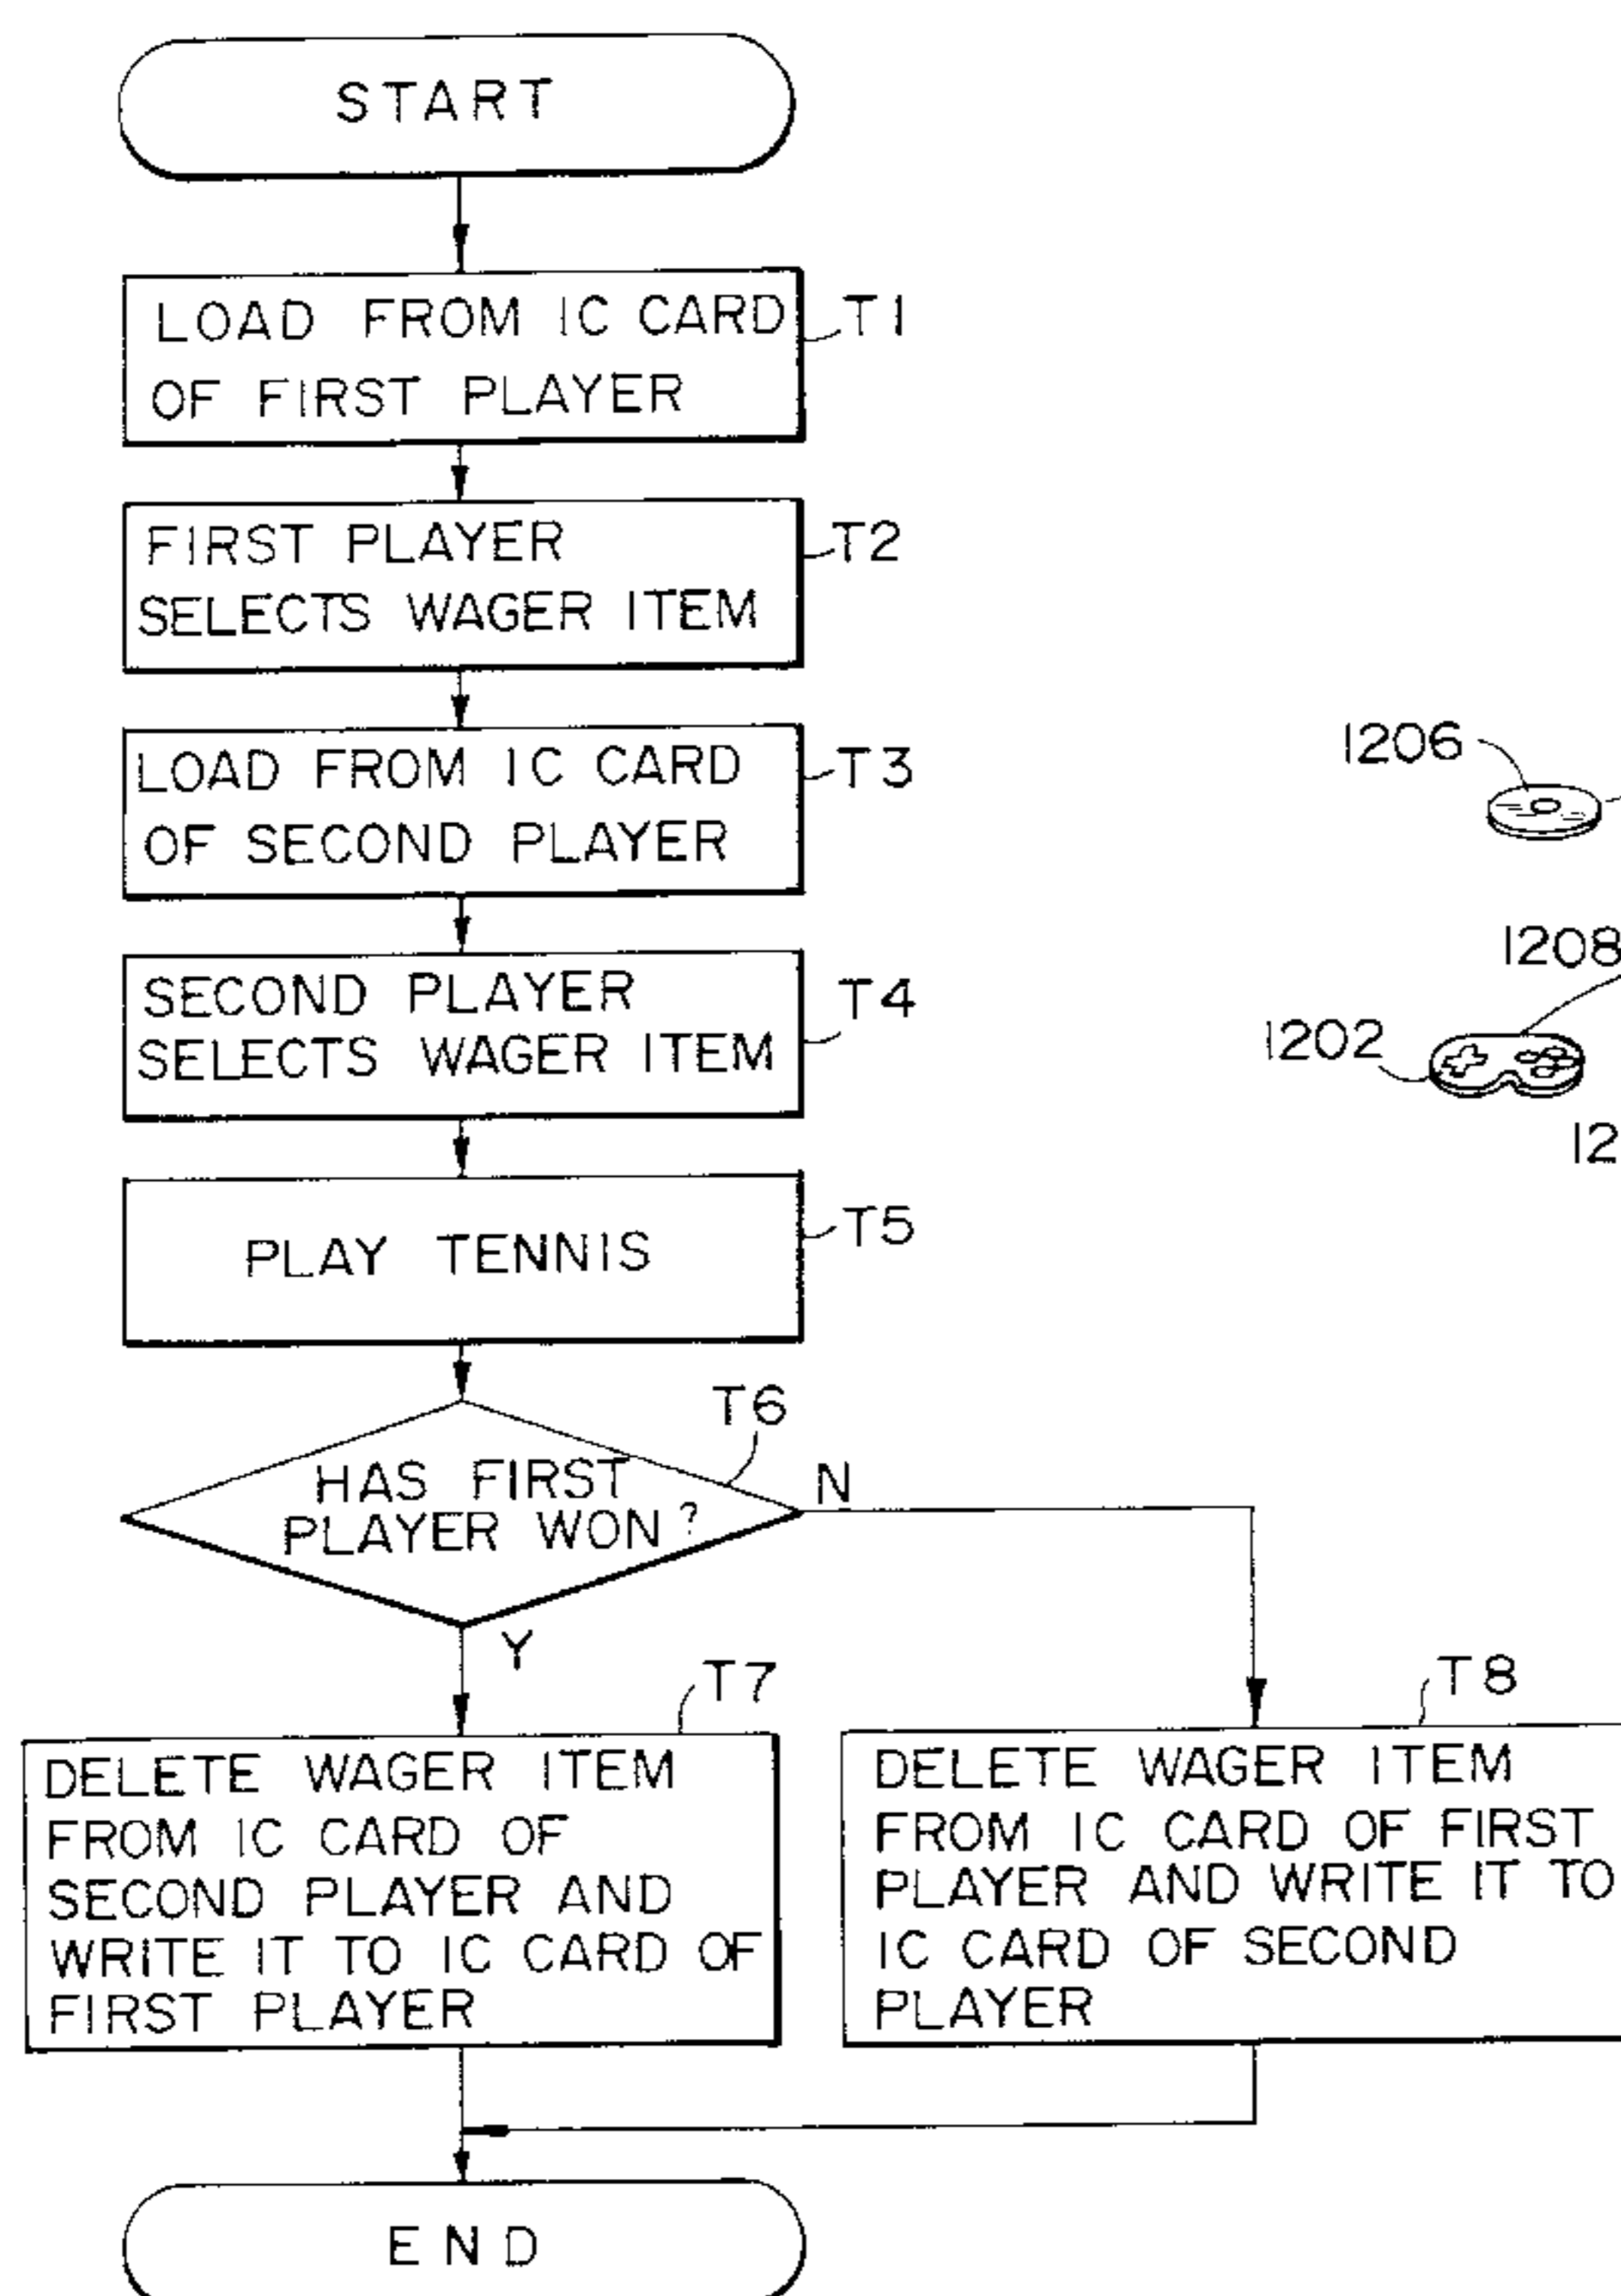 START
LOAD FROM IC CARD
OF FIRST PLAYER
T1
FIRST PLAYER
SELECTS WAGER ITEM
T2
LOAD FROM IC CARD
OF SECOND PLAYER
T3
SECOND PLAYER
SELECTS WAGER ITEM
T4
PLAY TENNIS
T5
HAS FIRST
PLAYER WON?
T6
N
Y
T7
DELETE WAGER ITEM
FROM IC CARD OF
SECOND PLAYER AND
WRITE IT TO IC CARD OF
FIRST PLAYER
T8
DELETE WAGER ITEM
FROM IC CARD OF FIRST
PLAYER AND WRITE IT TO
IC CARD OF SECOND
PLAYER
END
1206
1208
1202